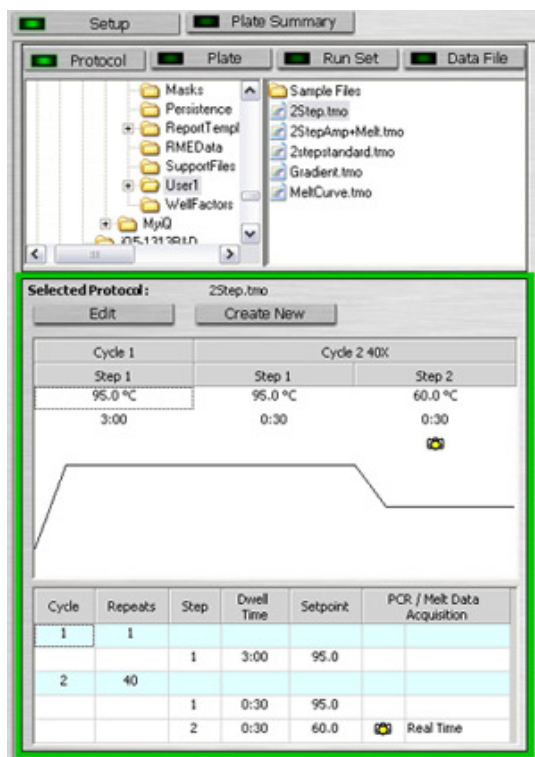 Setup Plate Summary
Protocol Plate Run Set Data File
Masks
Persistence
ReportTempl
RMEData
SupportFiles
User1
WellFactors
MyiQ
Sample Files
2Step.tmo
2StepAmp+Melt.tmo
2stepstandard.tmo
Gradient.tmo
MeltCurve.tmo
Selected Protocol: 2Step.tmo
Edit Create New
Cycle 1 Cycle 2 40X
Step 1 Step 1 Step 2
95.0 ºC 95.0 ºC 60.0 ºC
3:00 0:30 0:30
Cycle Repeats Step Dwell Time Setpoint PCR / Melt Data Acquisition
1 1
1 3:00 95.0
2 40
1 0:30 95.0
2 0:30 60.0 Real Time